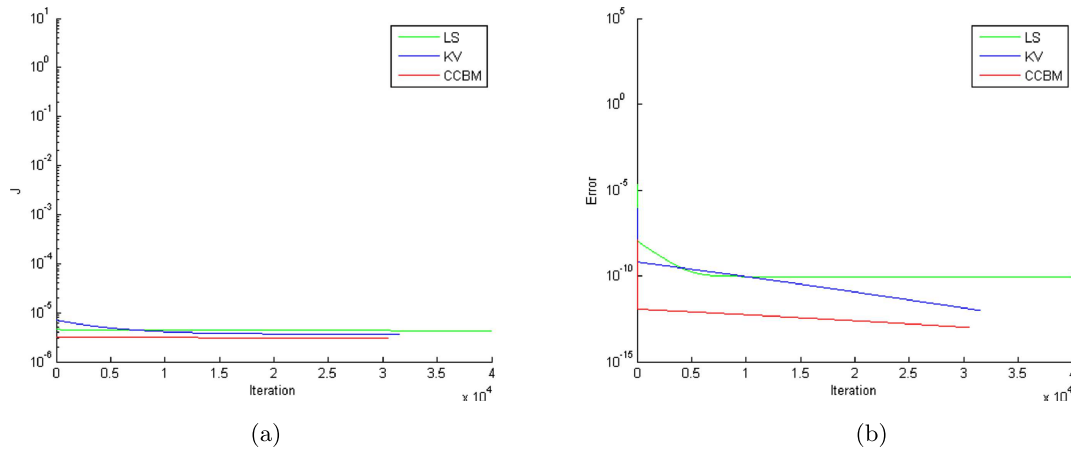 10^1
10^0
10^-1
10^-2
10^-3
10^-4
10^-5
10^-6
J
0 0.5 1 1.5 2 2.5 3 3.5 4
Iteration
x 10^4
LS
KV
CCBM
(a)
10^5
10^0
10^-5
10^-10
10^-15
Error
0 0.5 1 1.5 2 2.5 3 3.5 4
Iteration
x 10^4
LS
KV
CCBM
(b)